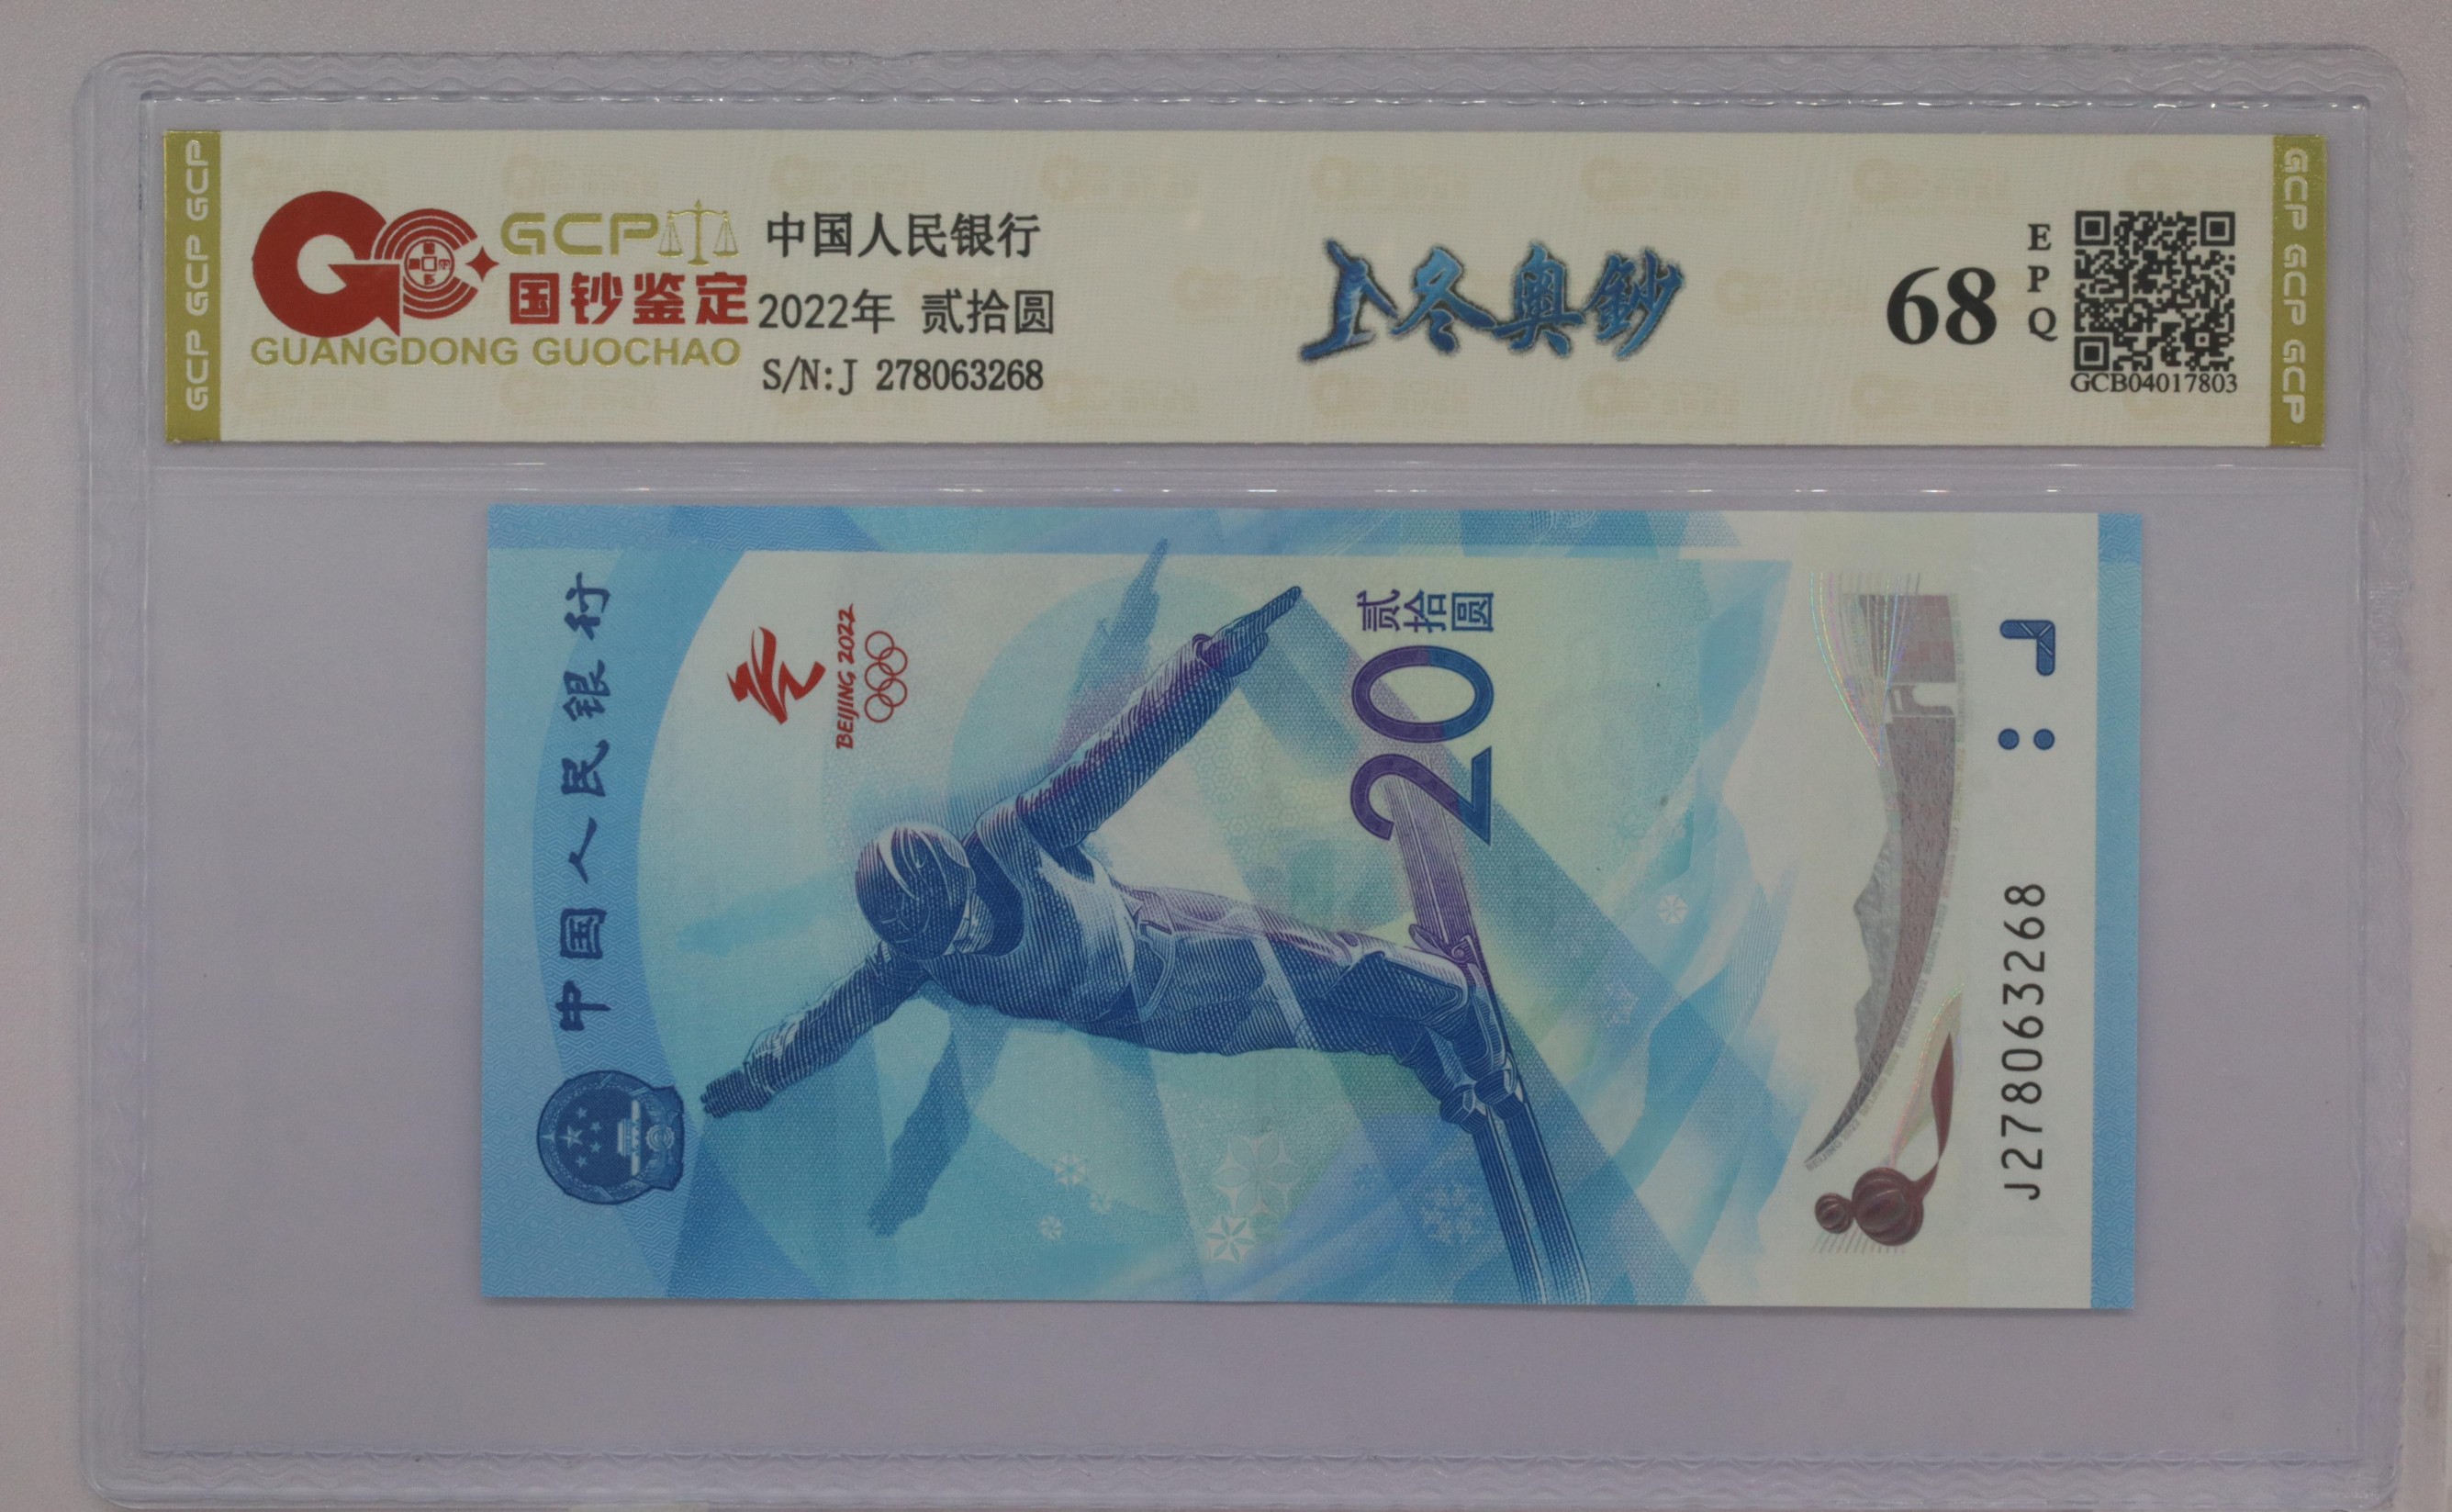 GCP GCP GCP
GCP
国钞鉴定
GUANGDONG GUOCHAO
中国人民银行
2022年 贰拾圆
S/N:J 278063268
冬奥鈔
68
EPQ
GCB04017803
GCP GCP GCP
中国人民银行
BEIJING 2022
贰拾圆
20
J278063268